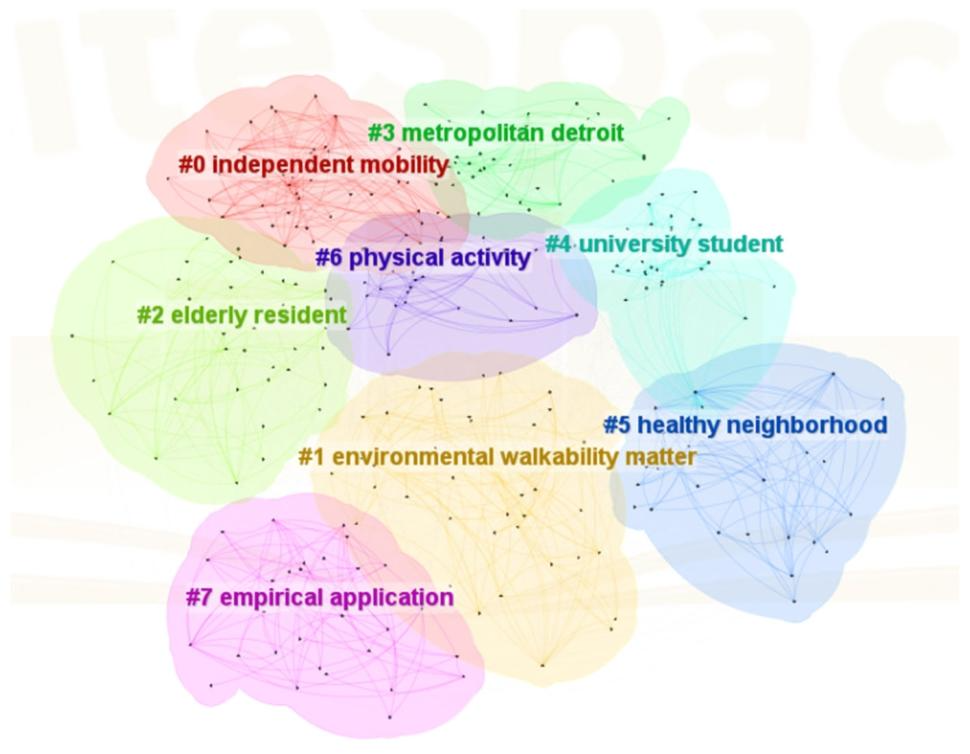 iteSpac
#3 metropolitan detroit
#0 independent mobility
#4 university student
#6 physical activity
#2 elderly resident
#5 healthy neighborhood
#1 environmental walkability matter
#7 empirical application